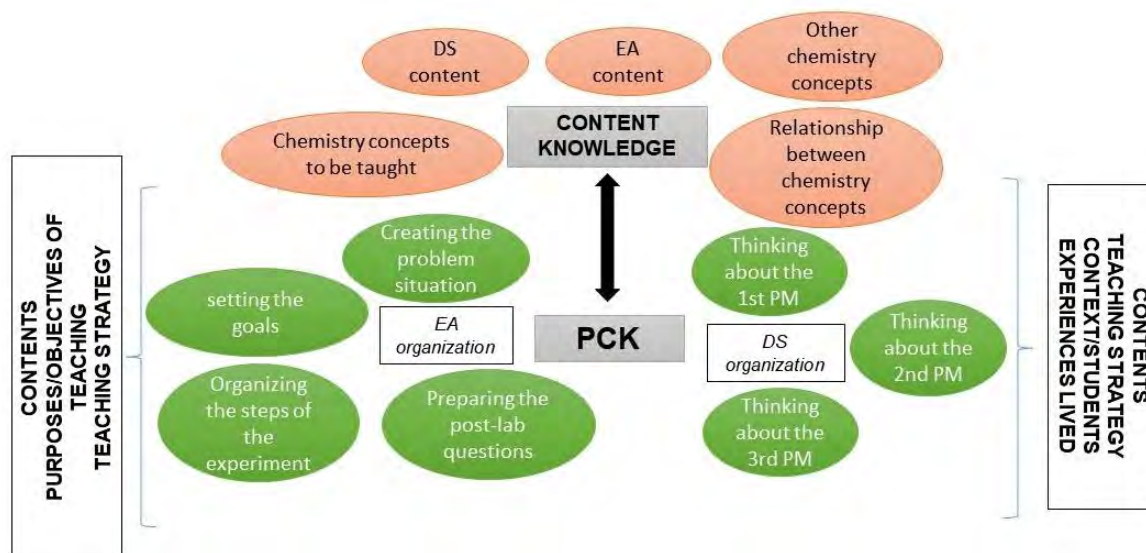 DS
content
EA
content
Other
chemistry
concepts
Chemistry concepts
to be taught
CONTENT
KNOWLEDGE
Relationship
between
chemistry
concepts
CONTENTS
PURPOSES/OBJECTIVES OF
TEACHING
TEACHING STRATEGY
Creating the
problem
situation
setting the
goals
EA
organization
Organizing
the steps of
the
experiment
Preparing the
post-lab
questions
PCK
Thinking
about the
1st PM
DS
organization
Thinking
about the
2nd PM
Thinking
about the
3rd PM
CONTENTS
TEACHING STRATEGY
CONTEXT/STUDENTS
EXPERIENCES LIVED